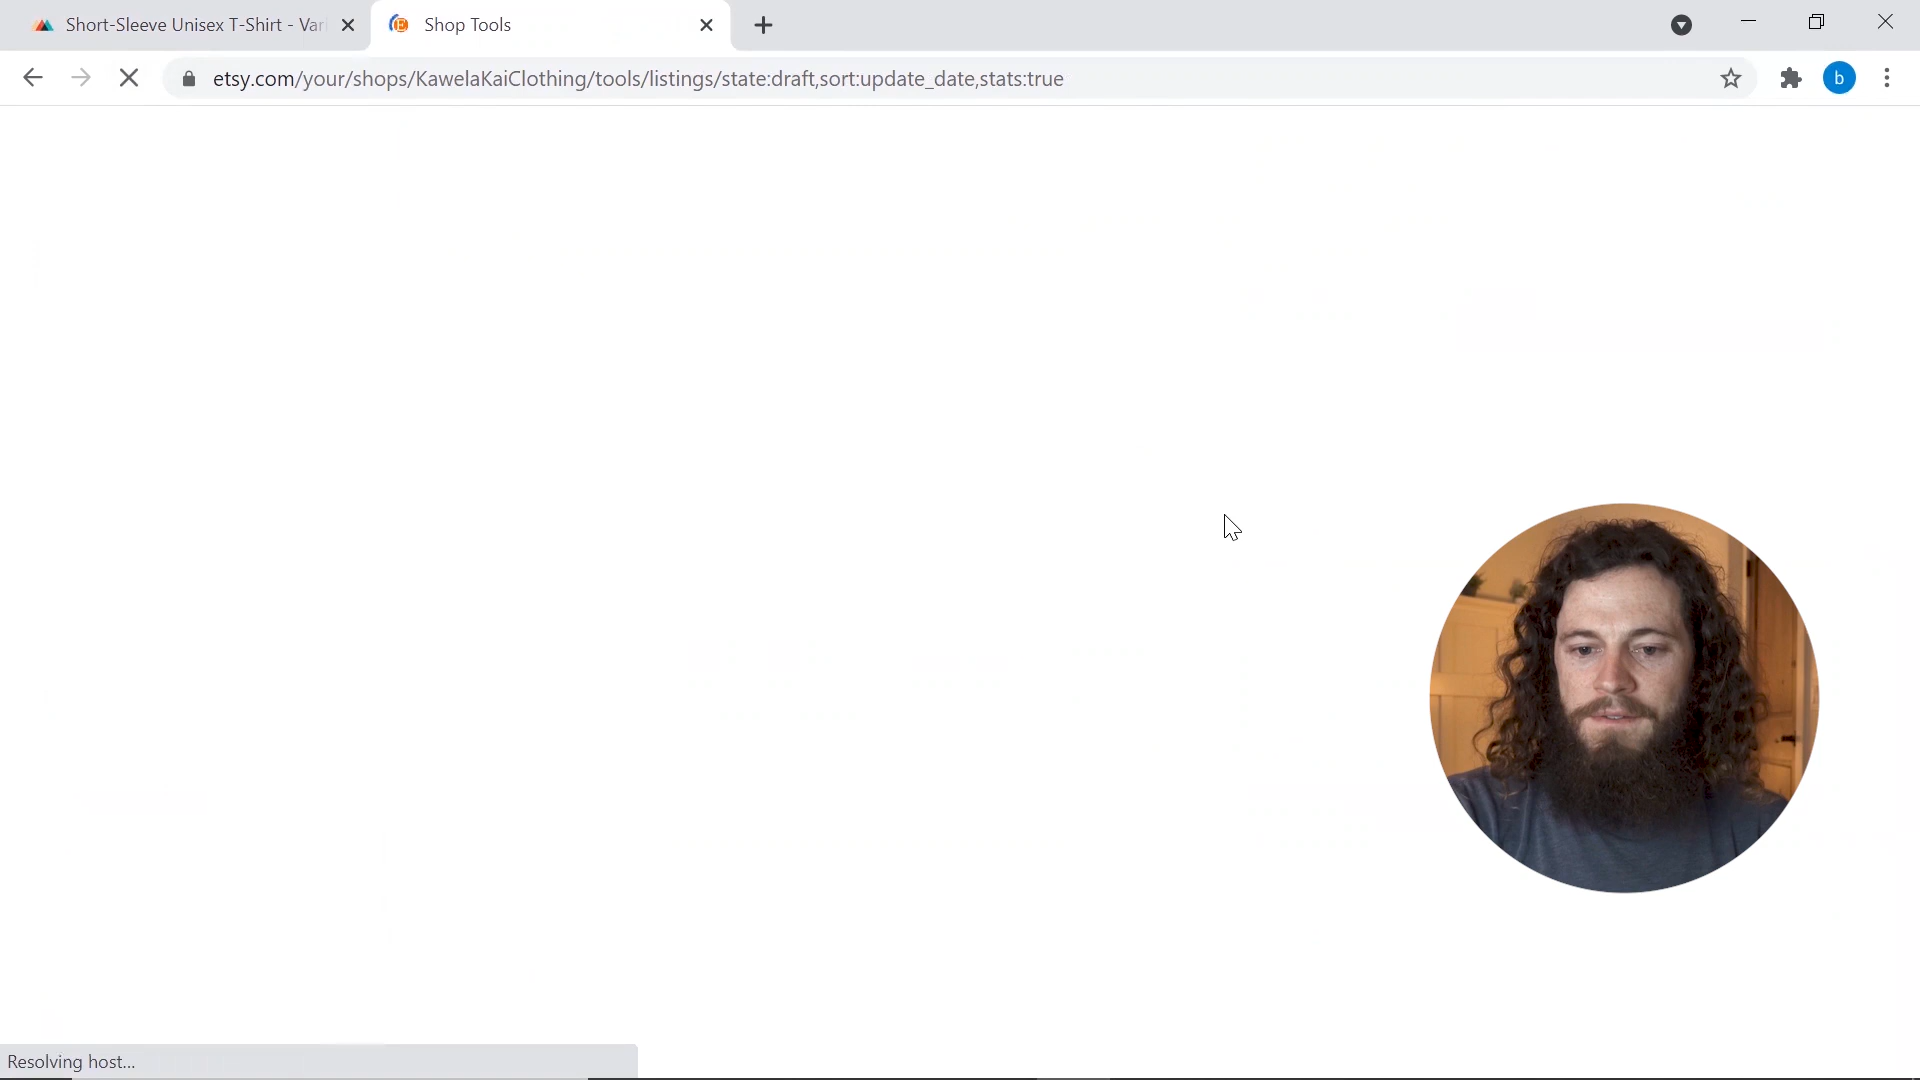 Short-Sleeve Unisex T-Shirt - Vari
Shop Tools
etsy.com/your/shops/KawelaKaiClothing/tools/listings/state:draft,sort:update_date,stats:true
b
Resolving host...